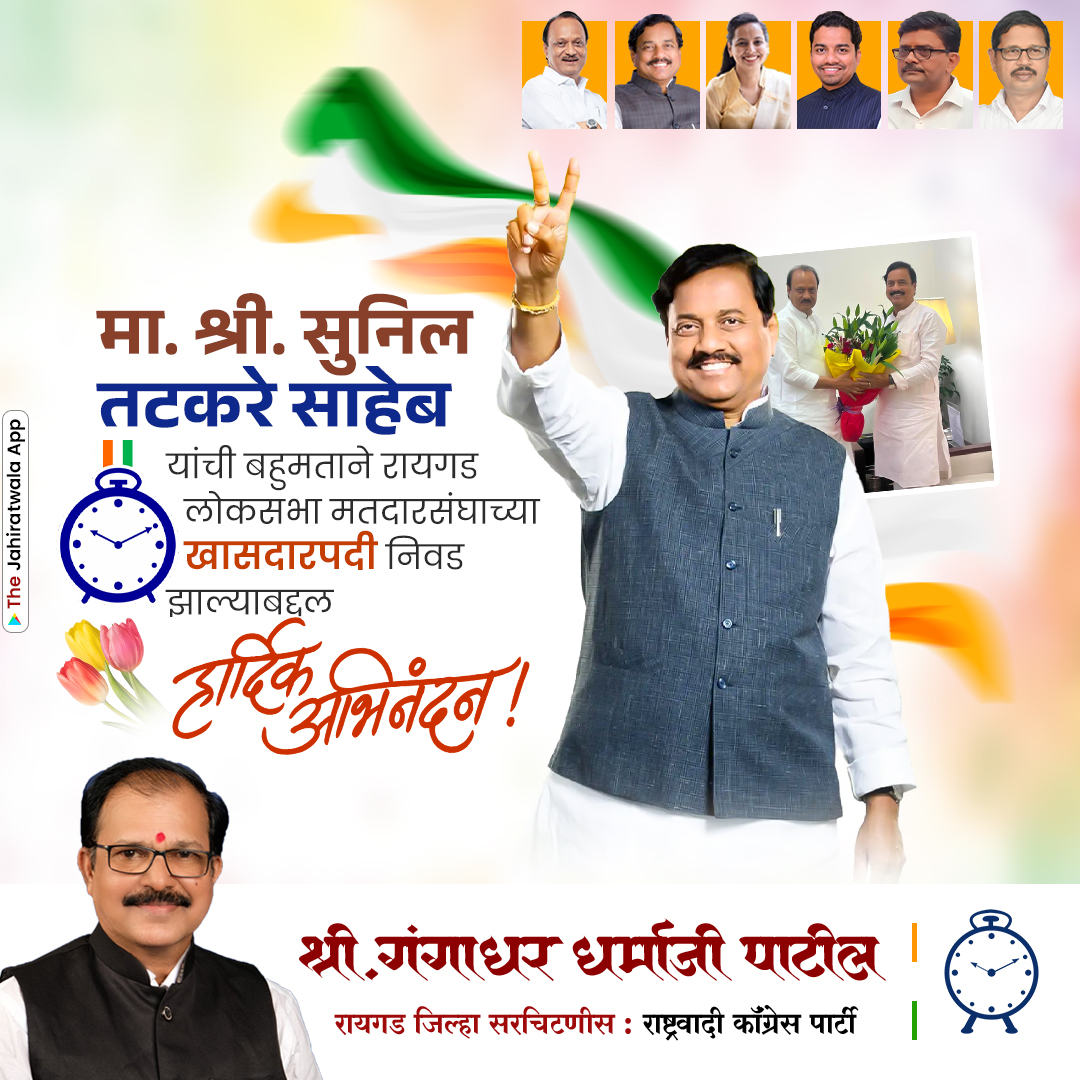 मा. श्री. सुनिल
तटकरे साहेब
यांची बहुमताने रायगड
लोकसभा मतदारसंघाच्या
खासदारपदी निवड
झाल्याबद्दल
हार्दिक
अभिनंदन!
The Jahiratwala App
श्री.गंगाधर धर्माजी पाटील
रायगड जिल्हा सरचिटणीस : राष्ट्रवादी काँग्रेस पार्टी